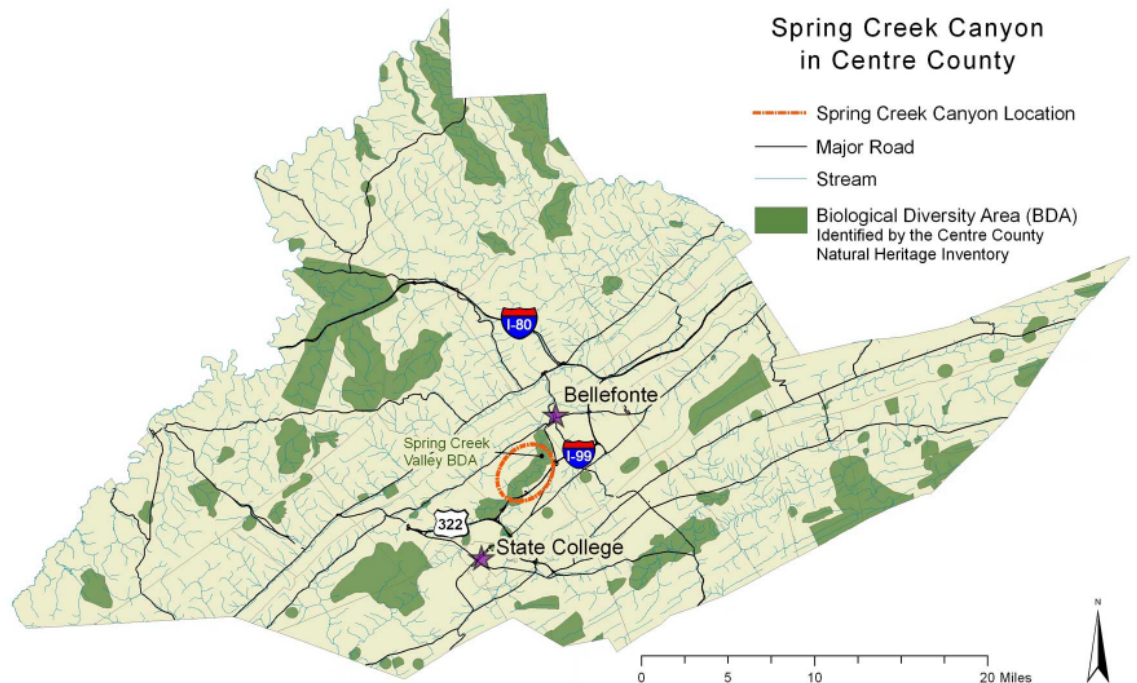 Spring Creek Canyon
in Centre County
Spring Creek Canyon Location
Major Road
Stream
Biological Diversity Area (BDA)
Identified by the Centre County
Natural Heritage Inventory
I-80
Bellefonte
Spring Creek
Valley BDA
I-99
322
State College
N
0 5 10 20 Miles